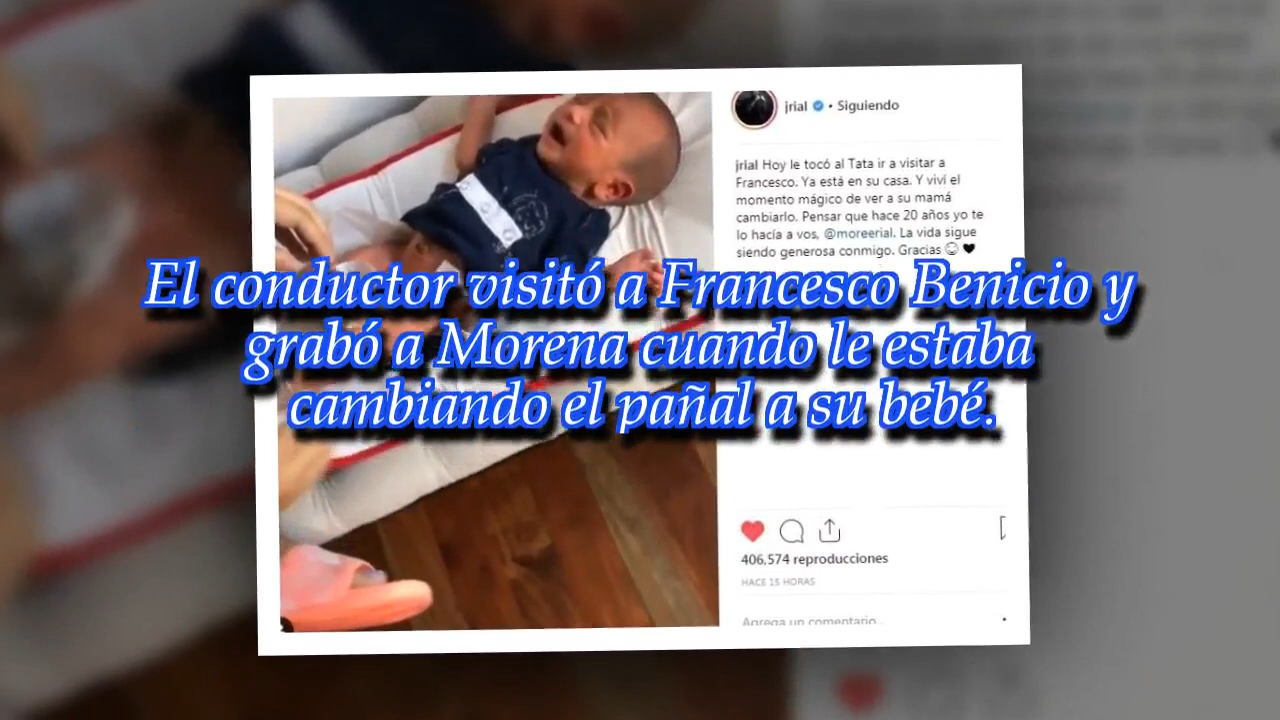 jrial • Siguiendo
jrial Hoy le tocó al Tata ir a visitar a
Francesco. Ya está en su casa. Y viví el
momento mágico de ver a su mamá
cambiarlo. Pensar que hace 20 años yo te
lo hacía a vos, @moreerial. La vida sigue
siendo generosa conmigo. Gracias
El conductor visitó a Francesco Benicio y
grabó a Morena cuando le estaba
cambiando el pañal a su bebé.
406,574 reproducciones
HACE 15 HORAS
Agrega un comentario...